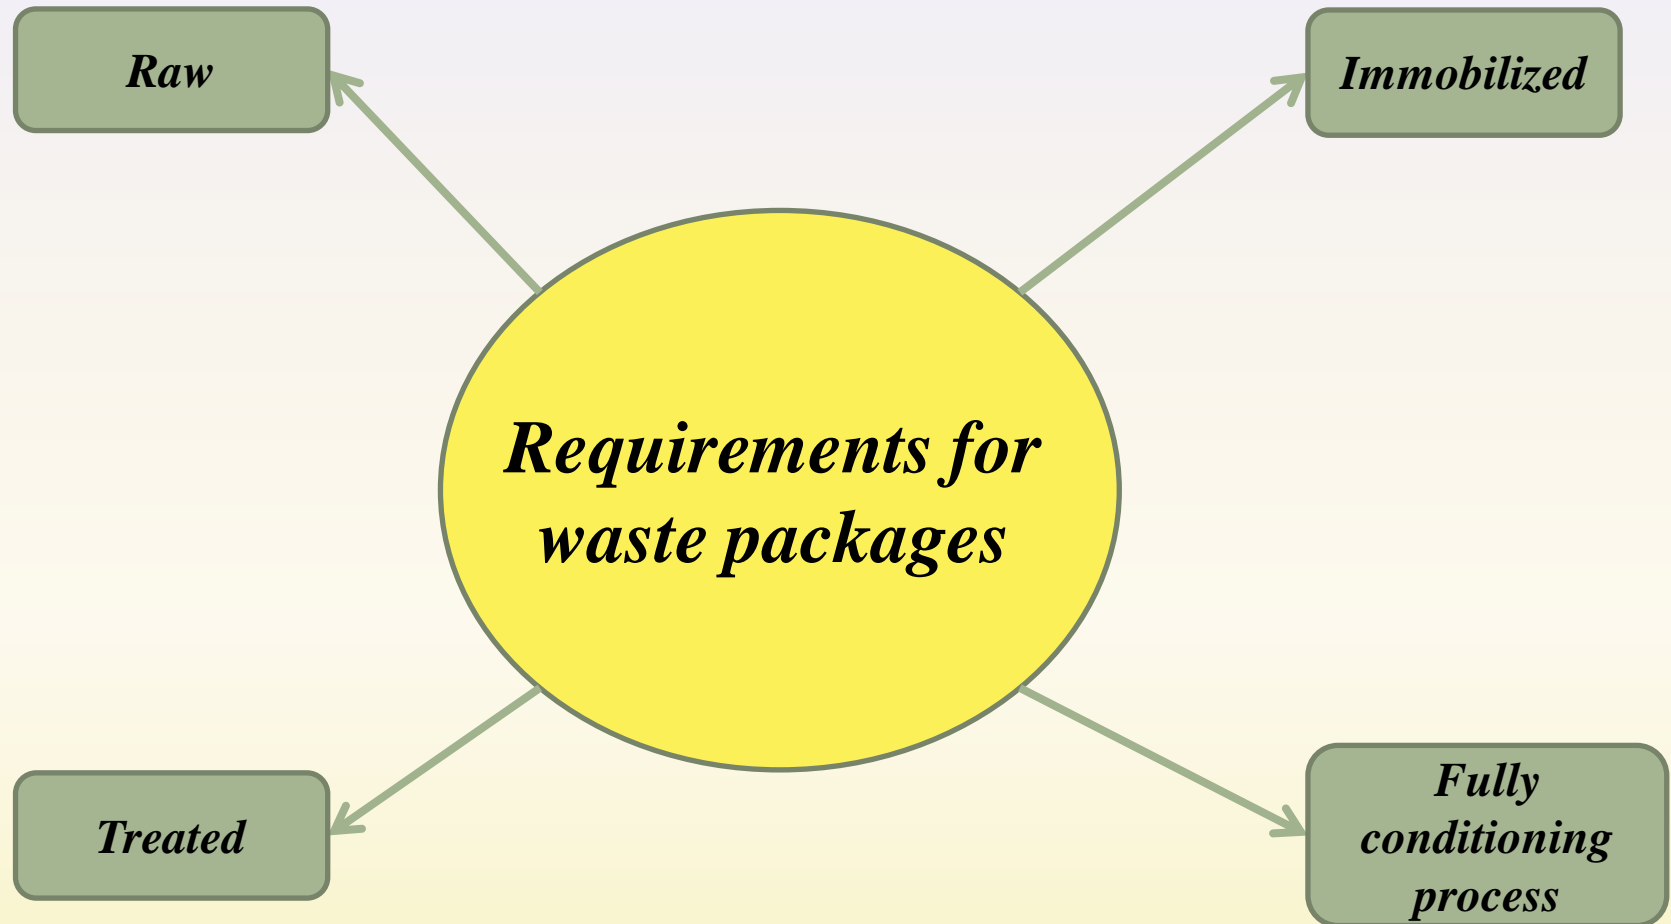 Raw
Immobilized
Requirements for
waste packages
Treated
Fully
conditioning
process